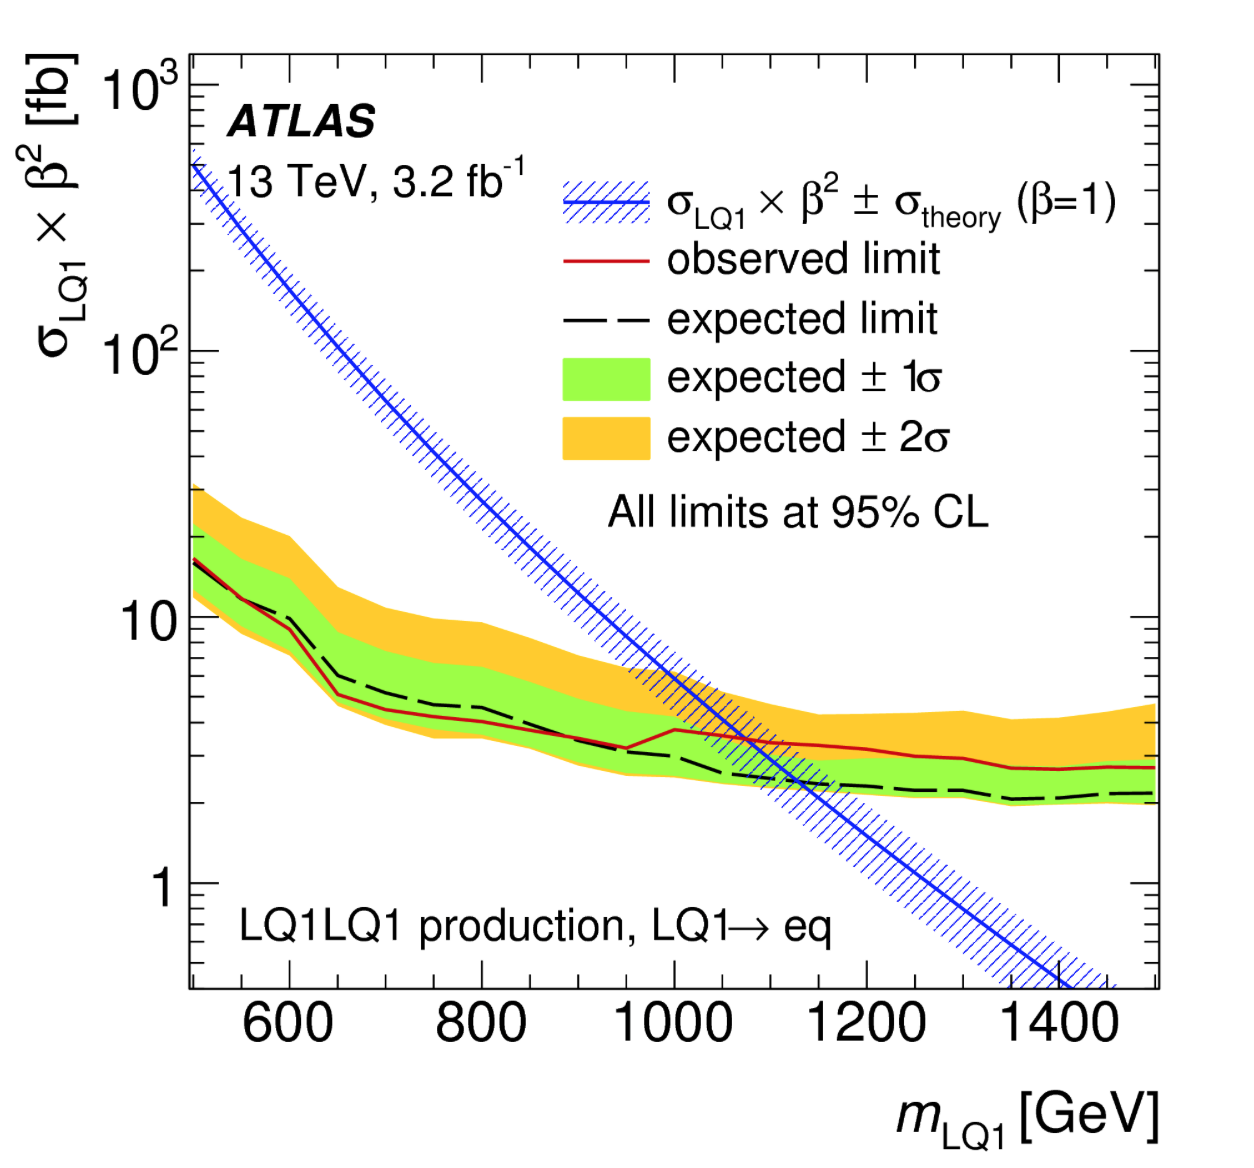 σLQ1 × β² [fb]
10³
10²
10
1
ATLAS
13 TeV, 3.2 fb⁻¹
σLQ1 × β² ± σtheory (β=1)
observed limit
expected limit
expected ± 1σ
expected ± 2σ
All limits at 95% CL
LQ1LQ1 production, LQ1→ eq
600 800 1000 1200 1400
mLQ1 [GeV]